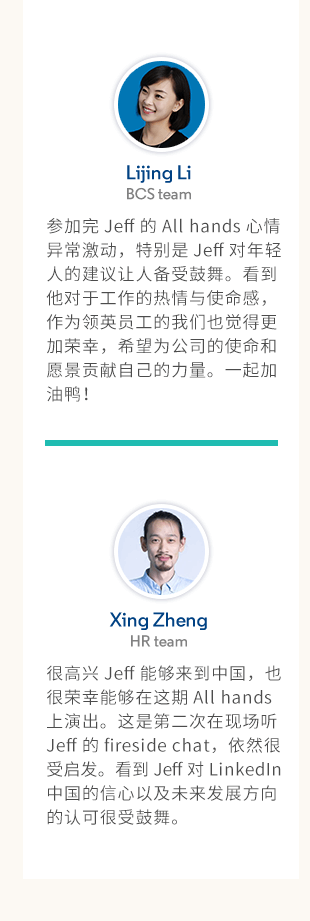 Lijing Li
BCS team
参加完 Jeff 的 All hands 心情
异常激动，特别是 Jeff 对年轻
人的建议让人备受鼓舞。看到
他对于工作的热情与使命感，
作为领英员工的我们也觉得更
加荣幸，希望为公司的使命和
愿景贡献自己的力量。一起加
油鸭！
Xing Zheng
HR team
很高兴 Jeff 能够来到中国，也
很荣幸能够在这期 All hands
上演出。这是第二次在现场听
Jeff 的 fireside chat，依然很
受启发。看到 Jeff 对 LinkedIn
中国的信心以及未来发展方向
的认可很受鼓舞。